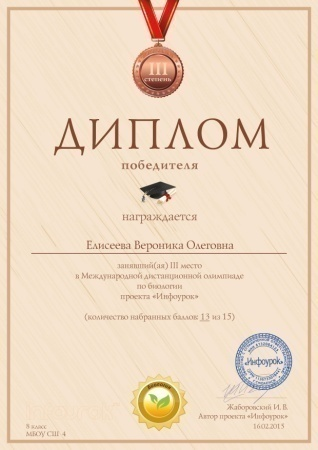 III
степень
ДИПЛОМ
победителя
награждается
Елисеева Вероника Олеговна
занявший(ая) III место
в Международной дистанционной олимпиаде
по биологии
проекта «Инфоурок»
(количество набранных баллов: 13 из 15)
«Инфоурок»
Жаборовский И. В.
Автор проекта «Инфоурок»
16.02.2015
8 класс
МБОУ СШ 4